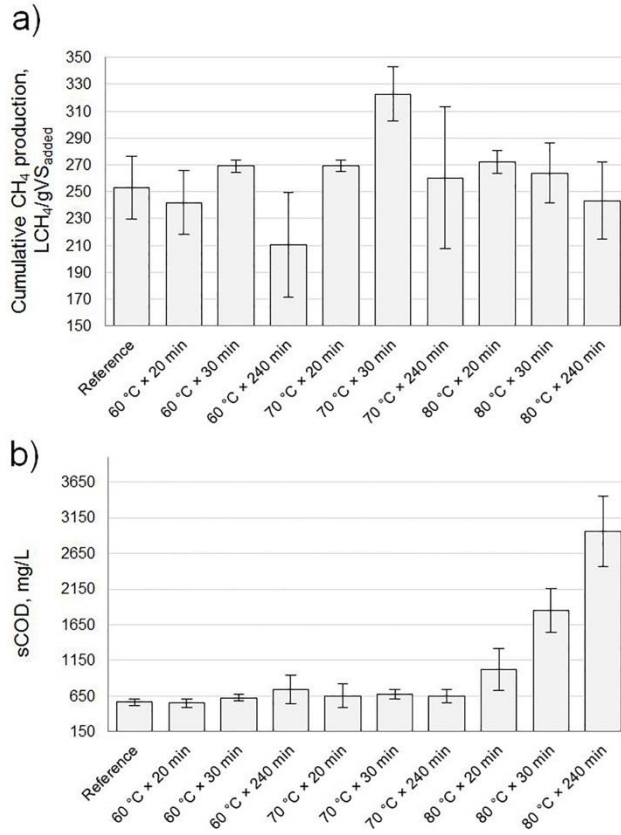 a)
Cumulative CH4 production,
LCH4/gVSadded
350
330
310
290
270
250
230
210
190
170
150
Reference
60 °C × 20 min
60 °C × 30 min
60 °C × 240 min
70 °C × 20 min
70 °C × 30 min
70 °C × 240 min
80 °C × 20 min
80 °C × 30 min
80 °C × 240 min
b)
sCOD, mg/L
3650
3150
2650
2150
1650
1150
650
150
Reference
60 °C × 20 min
60 °C × 30 min
60 °C × 240 min
70 °C × 20 min
70 °C × 30 min
70 °C × 240 min
80 °C × 20 min
80 °C × 30 min
80 °C × 240 min